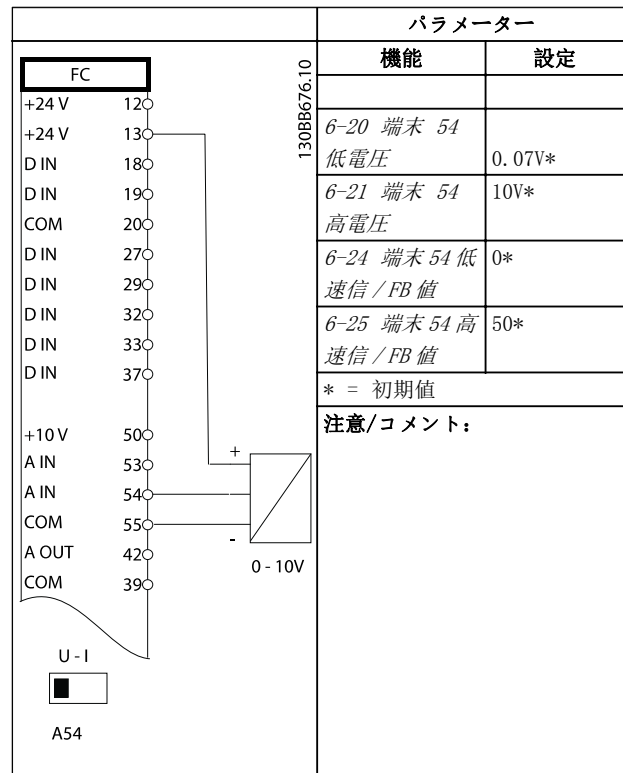 パラメーター
機能 設定
FC
130BB676.10
+24 V 12
+24 V 13
D IN 18
D IN 19
COM 20
D IN 27
D IN 29
D IN 32
D IN 33
D IN 37
+10 V 50
A IN 53
A IN 54
COM 55
A OUT 42
COM 39
+
-
0 - 10V
U - I
A54
6-20 端末 54
低電圧 0.07V*
6-21 端末 54 10V*
高電圧
6-24 端末 54 低 0*
速信 / FB 値
6-25 端末 54 高 50*
速信 / FB 値
* = 初期値
注意/コメント：